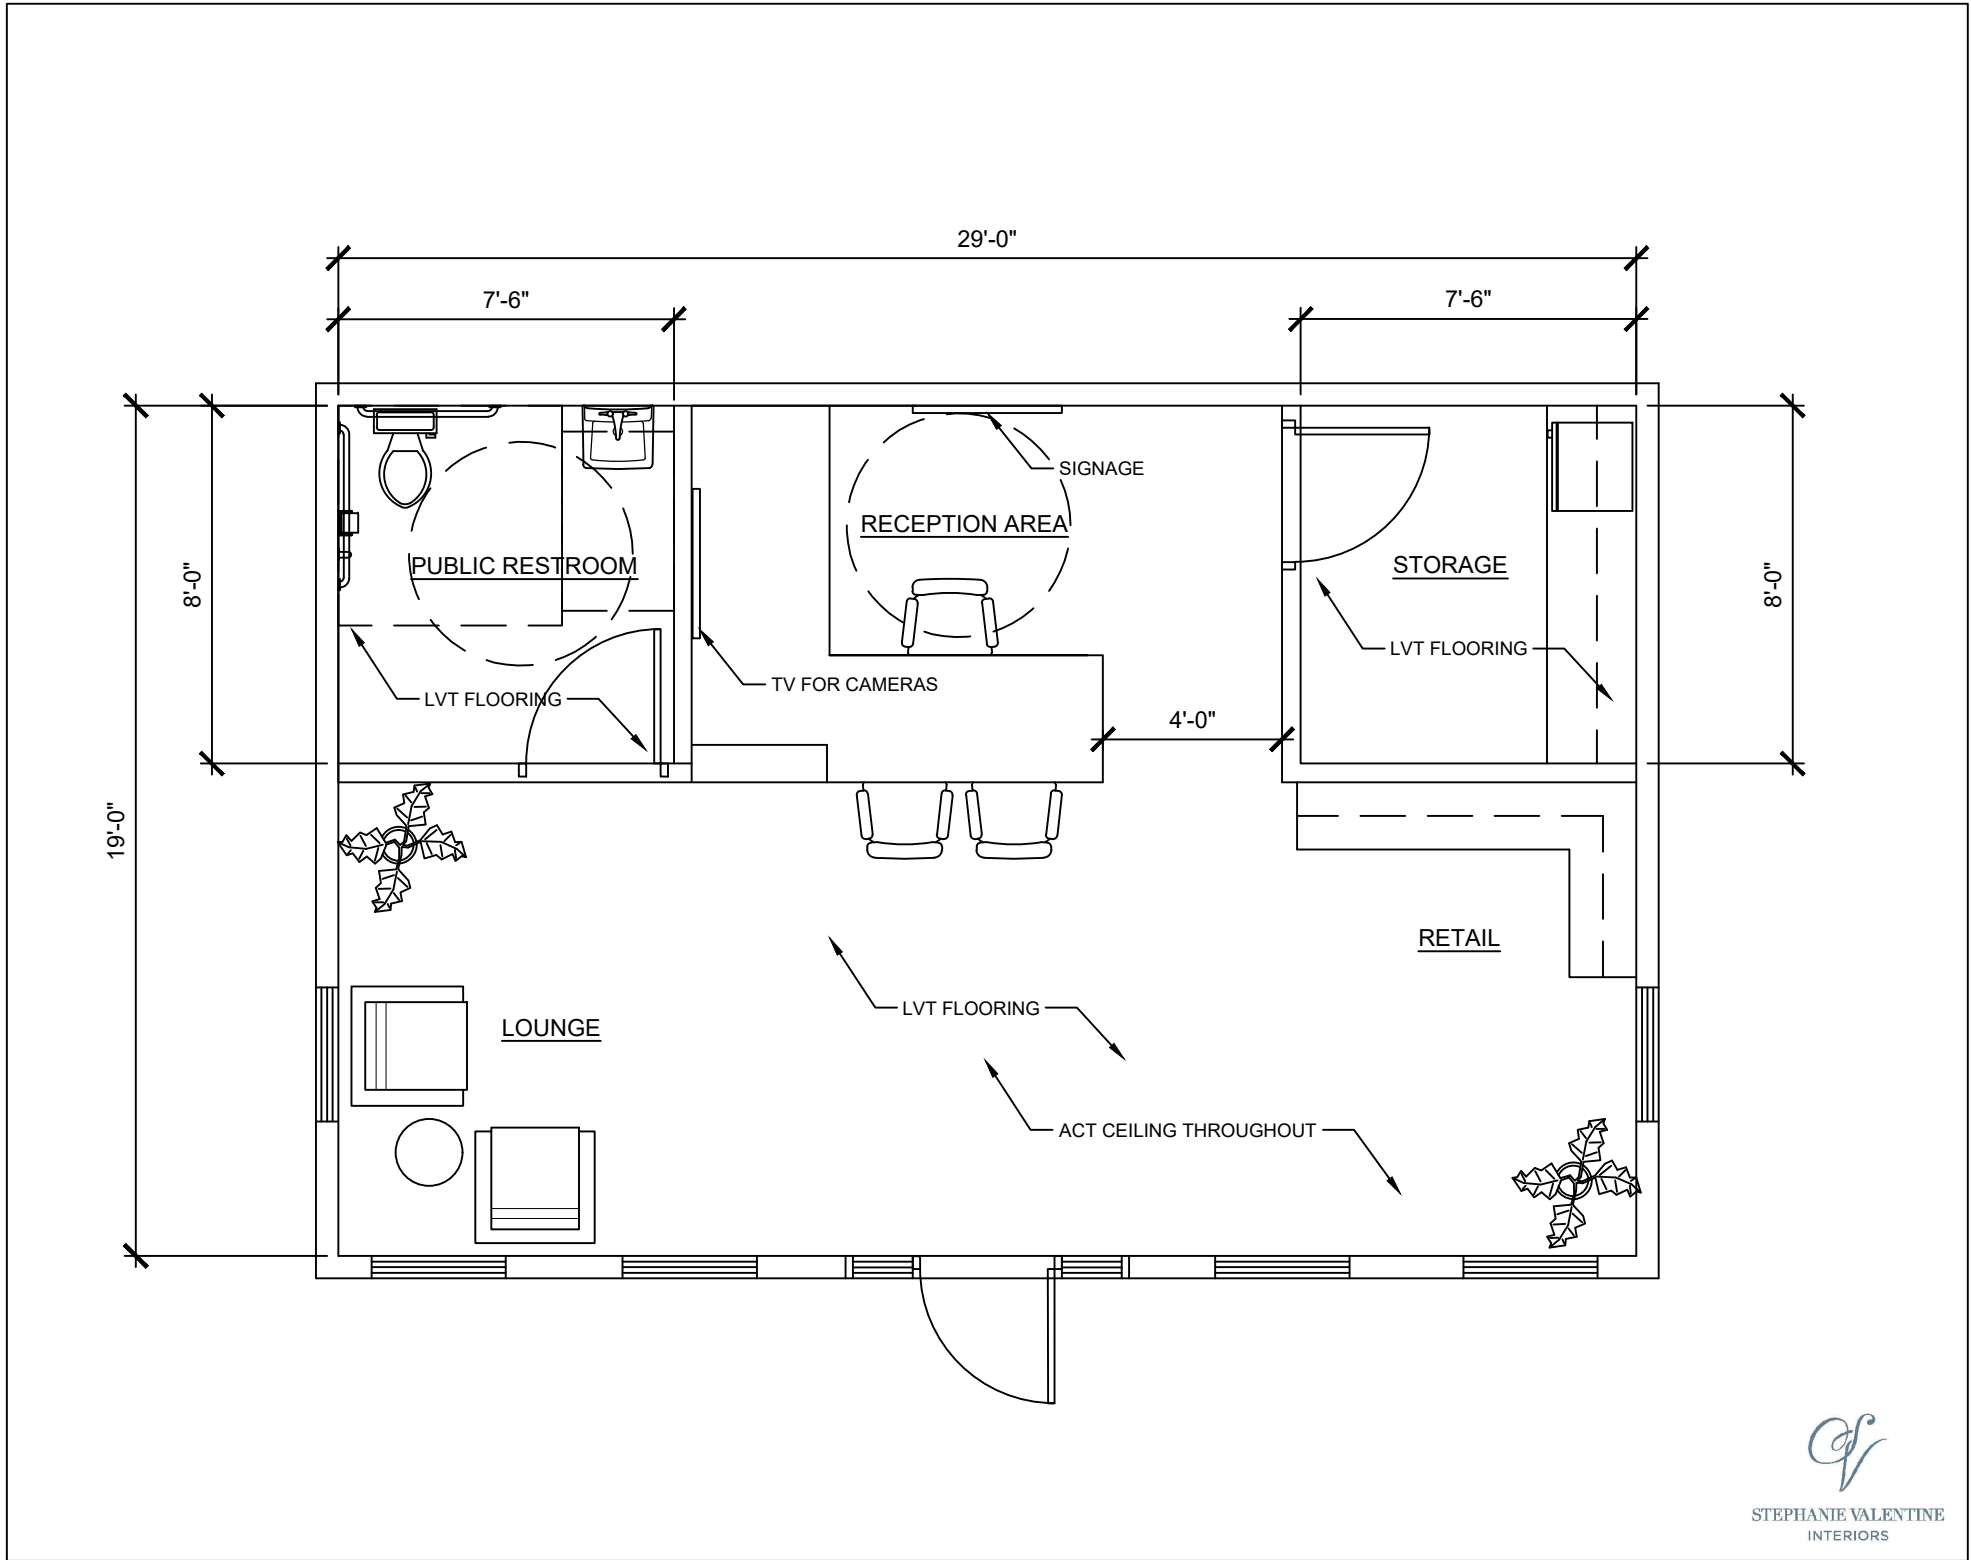 29'-0"
7'-6"
7'-6"
SIGNAGE
RECEPTION AREA
PUBLIC RESTROOM
STORAGE
8'-0"
8'-0"
LVT FLOORING
TV FOR CAMERAS
LVT FLOORING
4'-0"
19'-0"
RETAIL
LVT FLOORING
LOUNGE
ACT CEILING THROUGHOUT
SV
STEPHANIE VALENTINE
INTERIORS